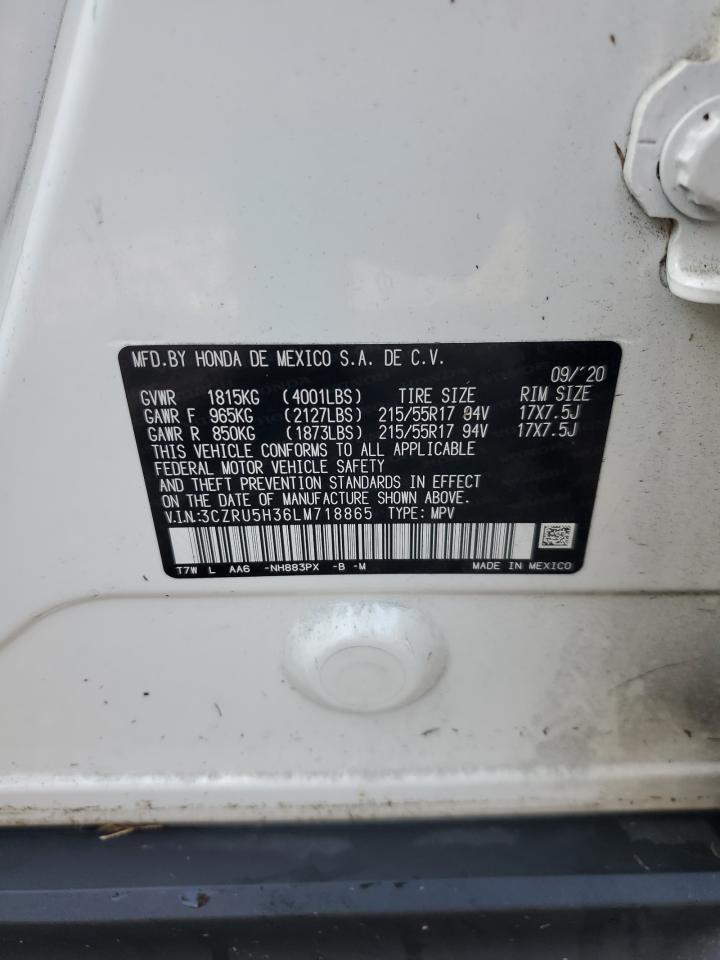 MFD.BY HONDA DE MEXICO S.A. DE C.V.
09/´20
GVWR 1815KG (4001LBS) TIRE SIZE RIM SIZE
GAWR F 965KG (2127LBS) 215/55R17 94V 17X7.5J
GAWR R 850KG (1873LBS) 215/55R17 94V 17X7.5J
THIS VEHICLE CONFORMS TO ALL APPLICABLE
FEDERAL MOTOR VEHICLE SAFETY
AND THEFT PREVENTION STANDARDS IN EFFECT
ON THE DATE OF MANUFACTURE SHOWN ABOVE.
V.I.N.:3CZRU5H36LM718865 TYPE: MPV
T7W L AA6 -NH883PX -B -M MADE IN MEXICO